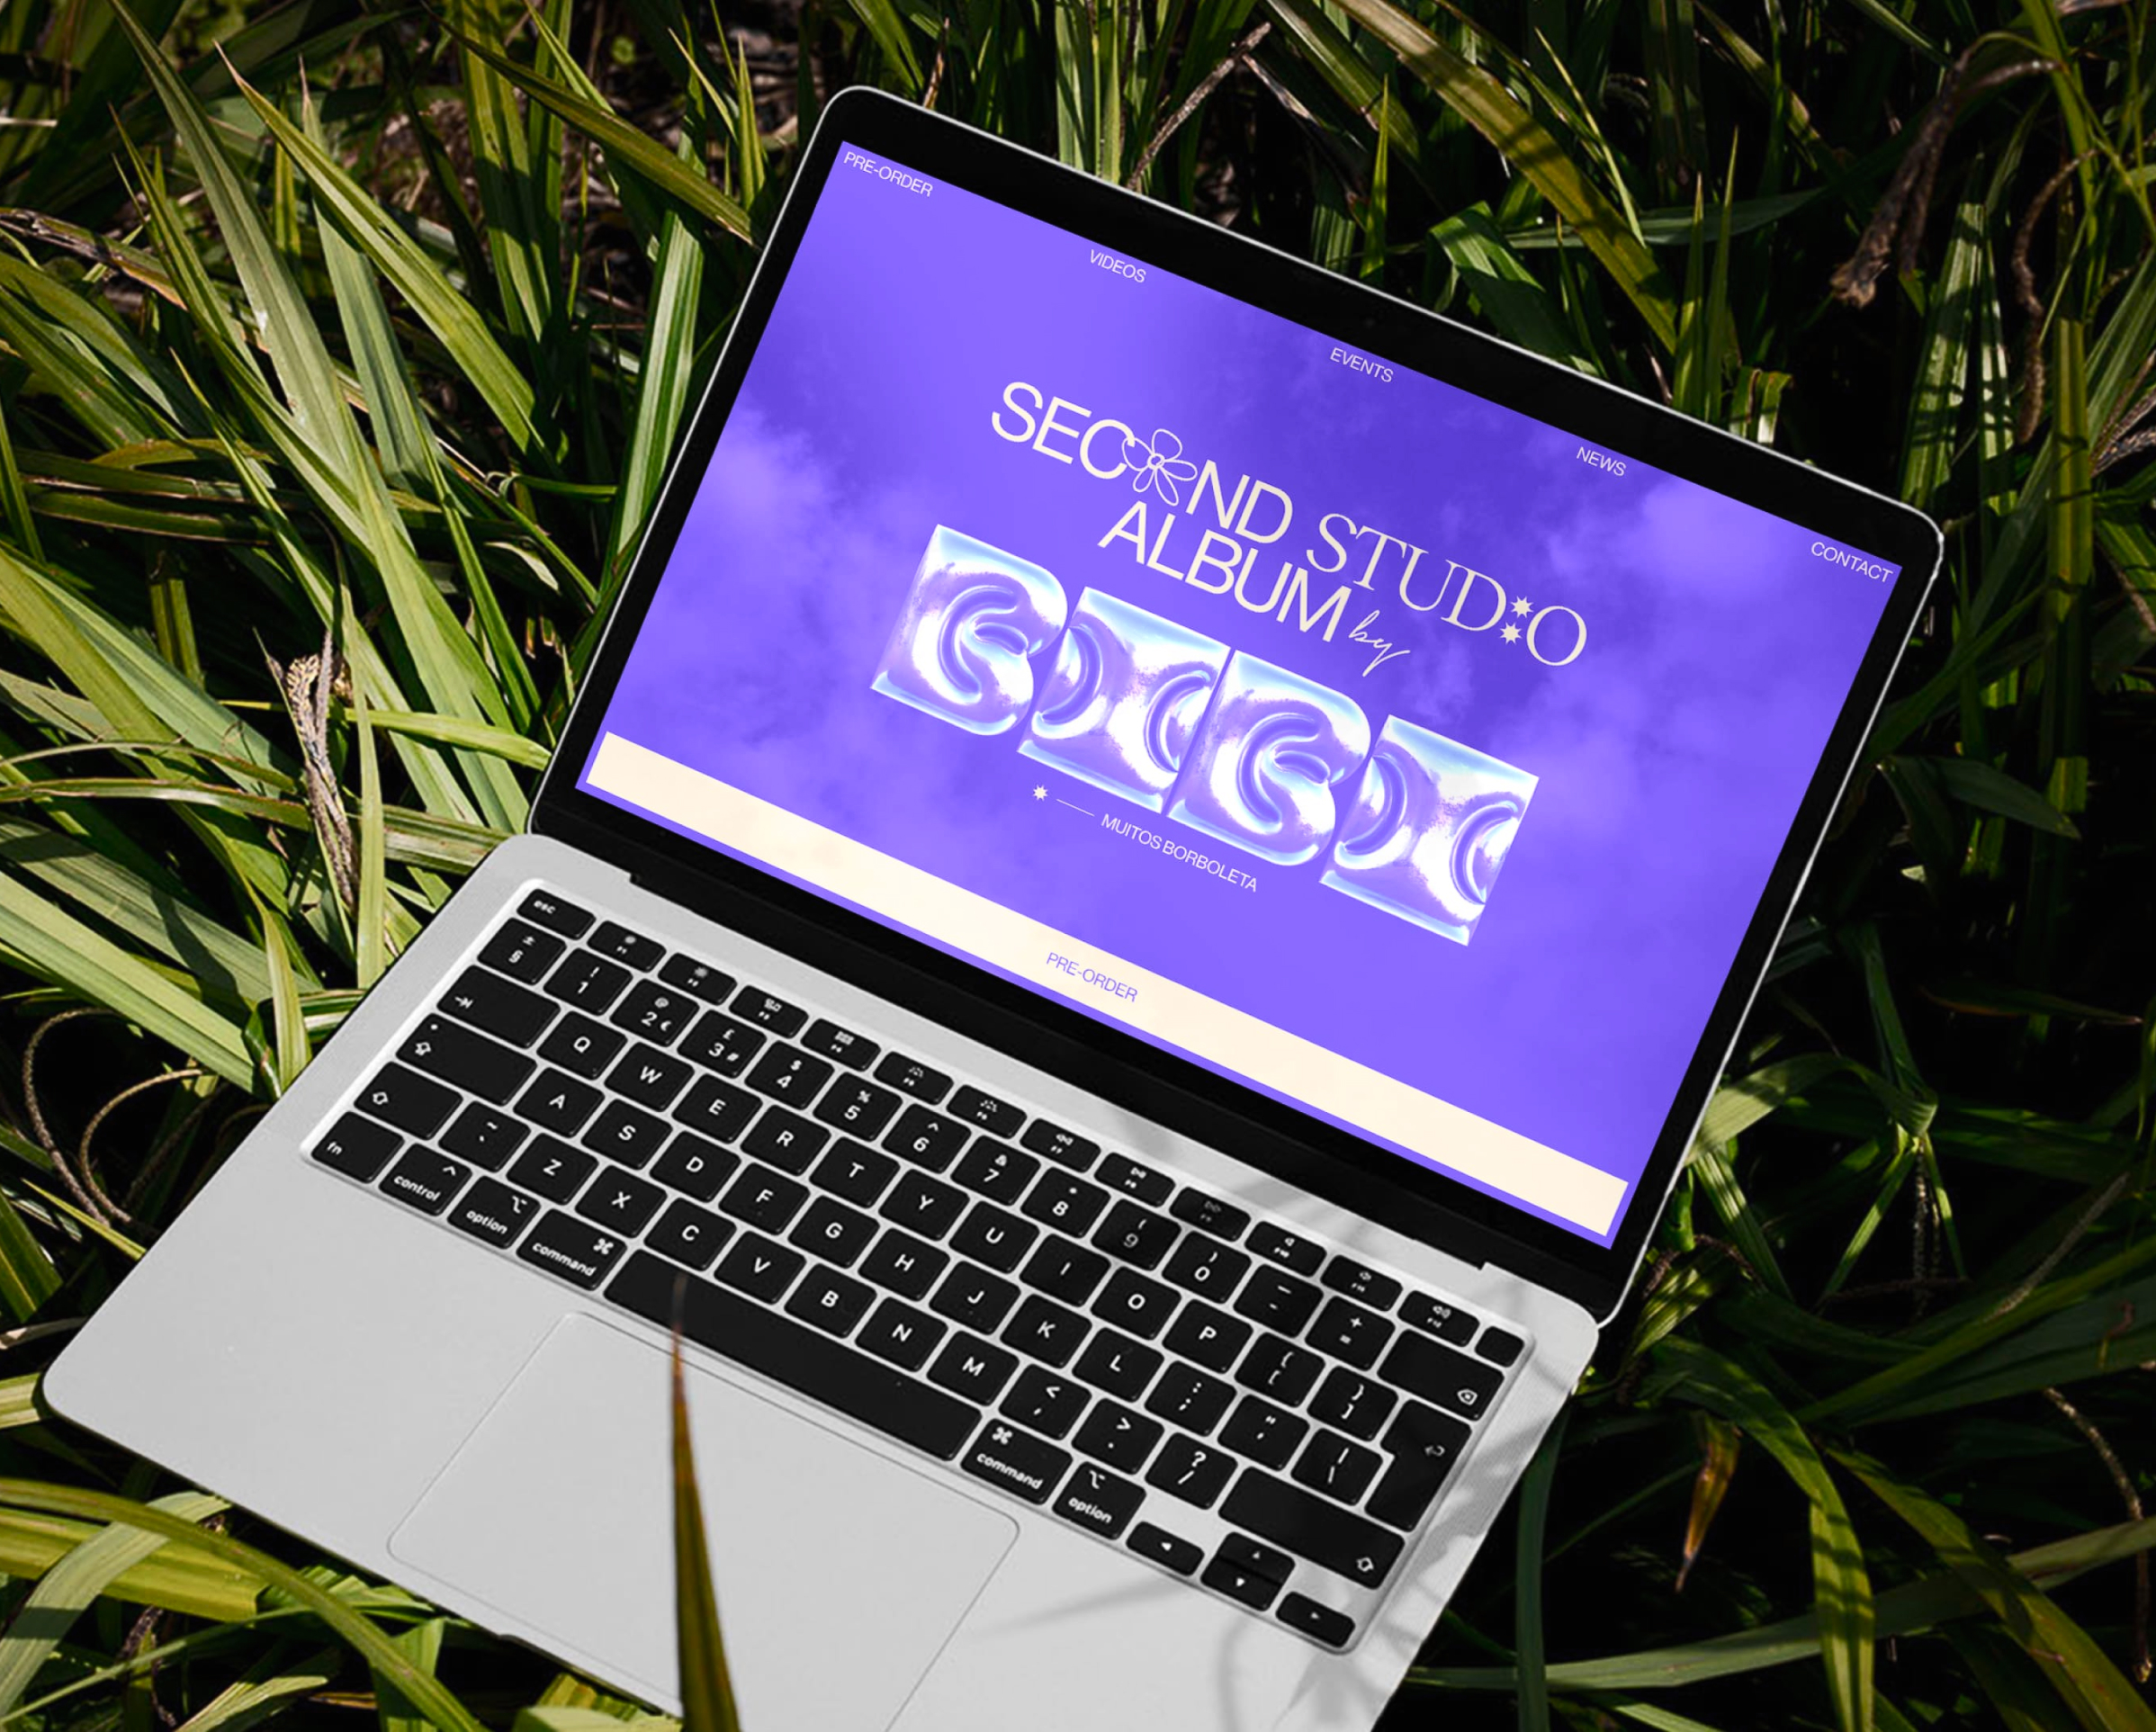 PRE-ORDER
VIDEOS
EVENTS
NEWS
CONTACT
SECOND STUDIO
ALBUM by
MUITOS BORBOLETA
PRE-ORDER
esc
± § ! 1 @ 2 € £ 3 # $ 4 % 5 ^ 6 & 7 * 8 ( 9 ) 0 _ - + =
Q W E R T Y U I O P { [ } ]
A S D F G H J K L : ; " ' | \
~ ` Z X C V B N M < , > . ? /
fn control option command command option